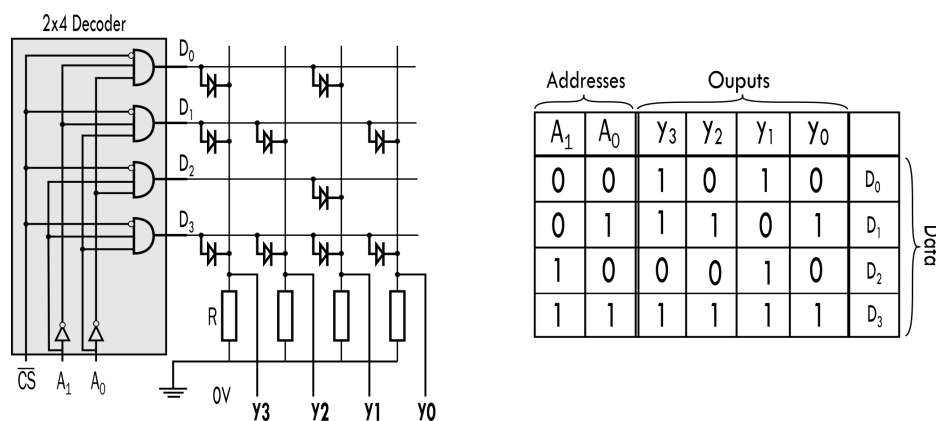 2x4 Decoder
D0
D1
D2
D3
R
CS A1 A0
0V
y3 y2 y1 y0
Addresses Ouputs
A1 A0 y3 y2 y1 y0
0 0 1 0 1 0 D0
0 1 1 1 0 1 D1
1 0 0 0 1 0 D2
1 1 1 1 1 1 D3
Data